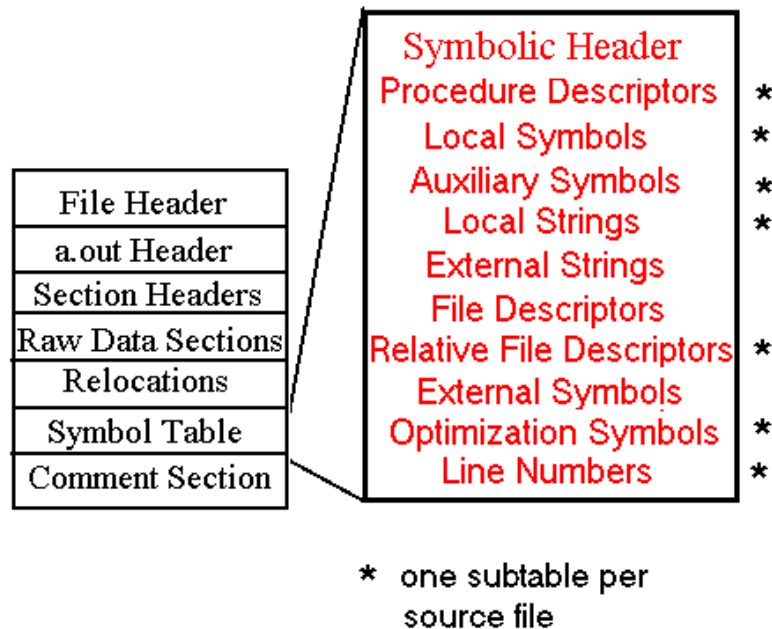 File Header
a.out Header
Section Headers
Raw Data Sections
Relocations
Symbol Table
Comment Section
Symbolic Header
Procedure Descriptors *
Local Symbols *
Auxiliary Symbols *
Local Strings *
External Strings
File Descriptors
Relative File Descriptors *
External Symbols
Optimization Symbols *
Line Numbers *
* one subtable per
source file